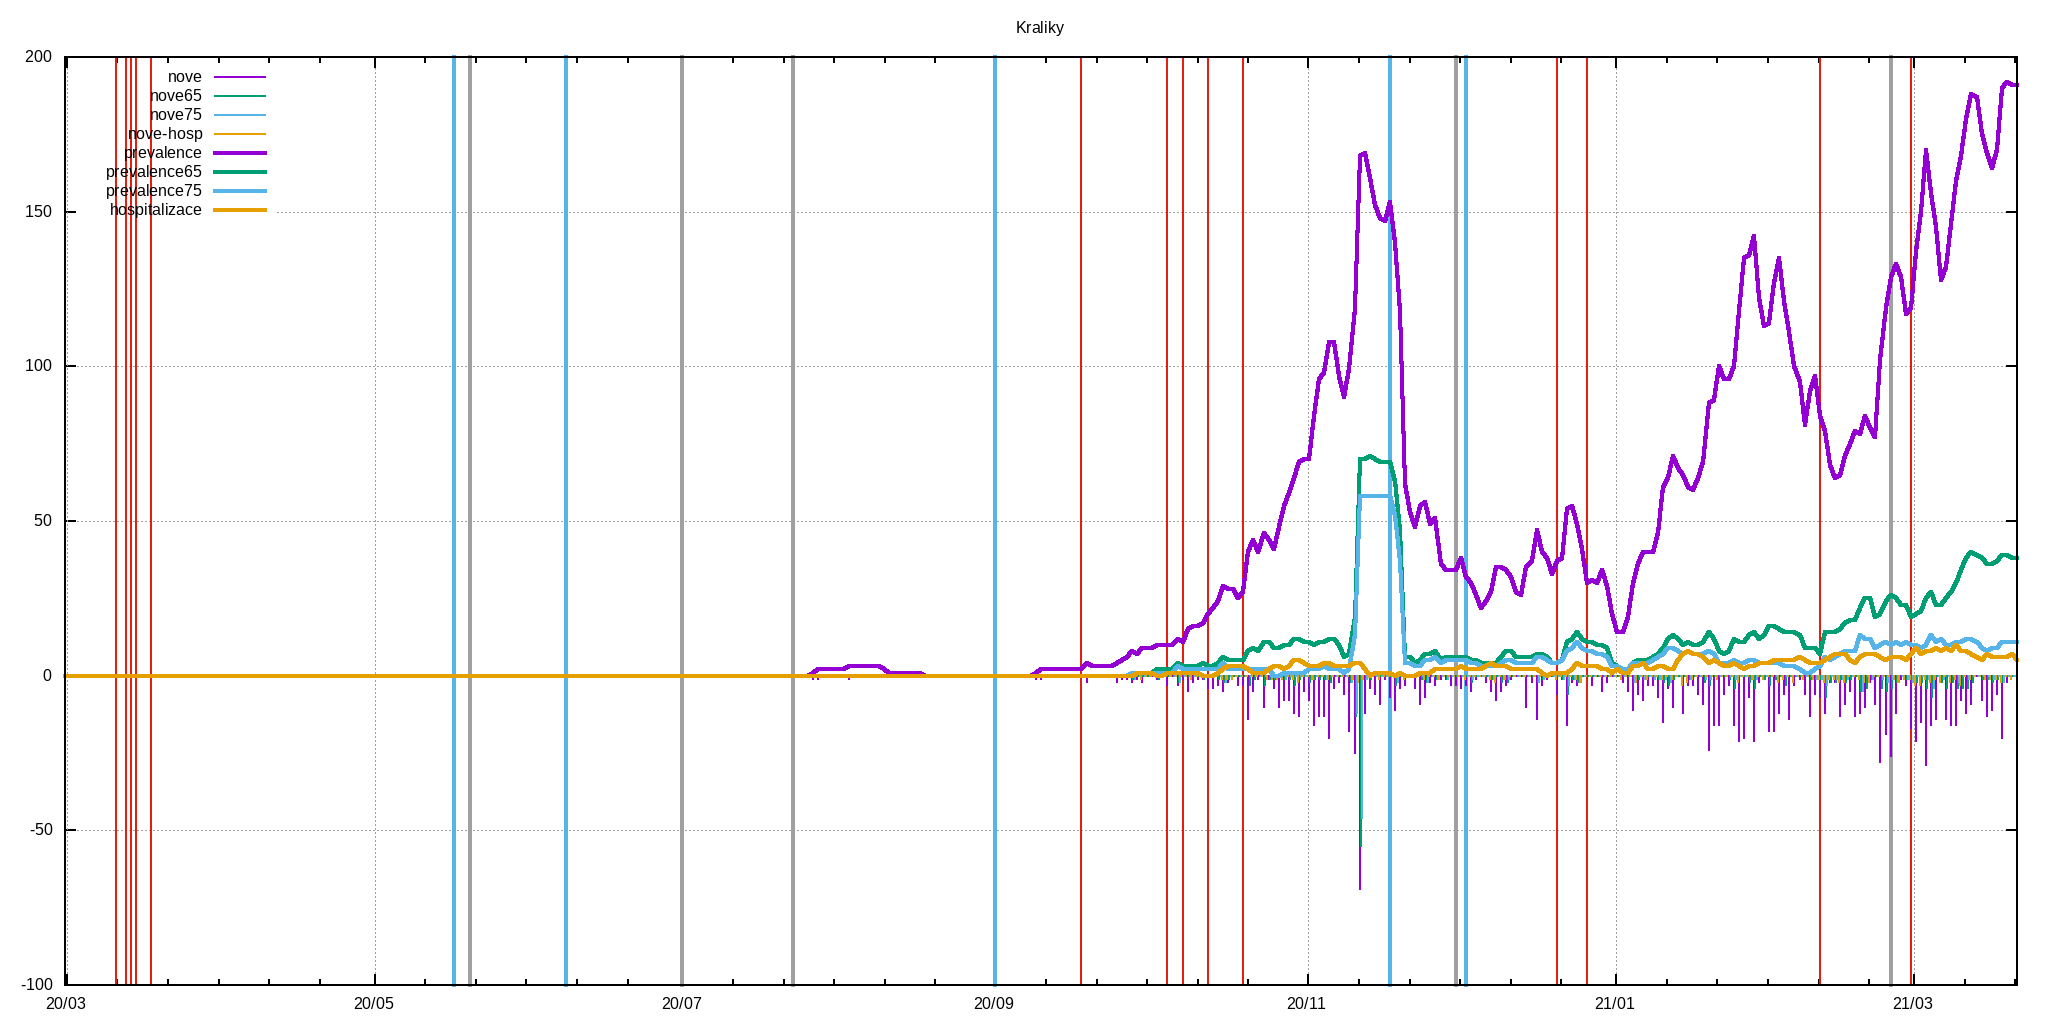 Kraliky
200
150
100
50
0
-50
-100
nove
nove65
nove75
nove-hosp
prevalence
prevalence65
prevalence75
hospitalizace
20/03 20/05 20/07 20/09 20/11 21/01 21/03